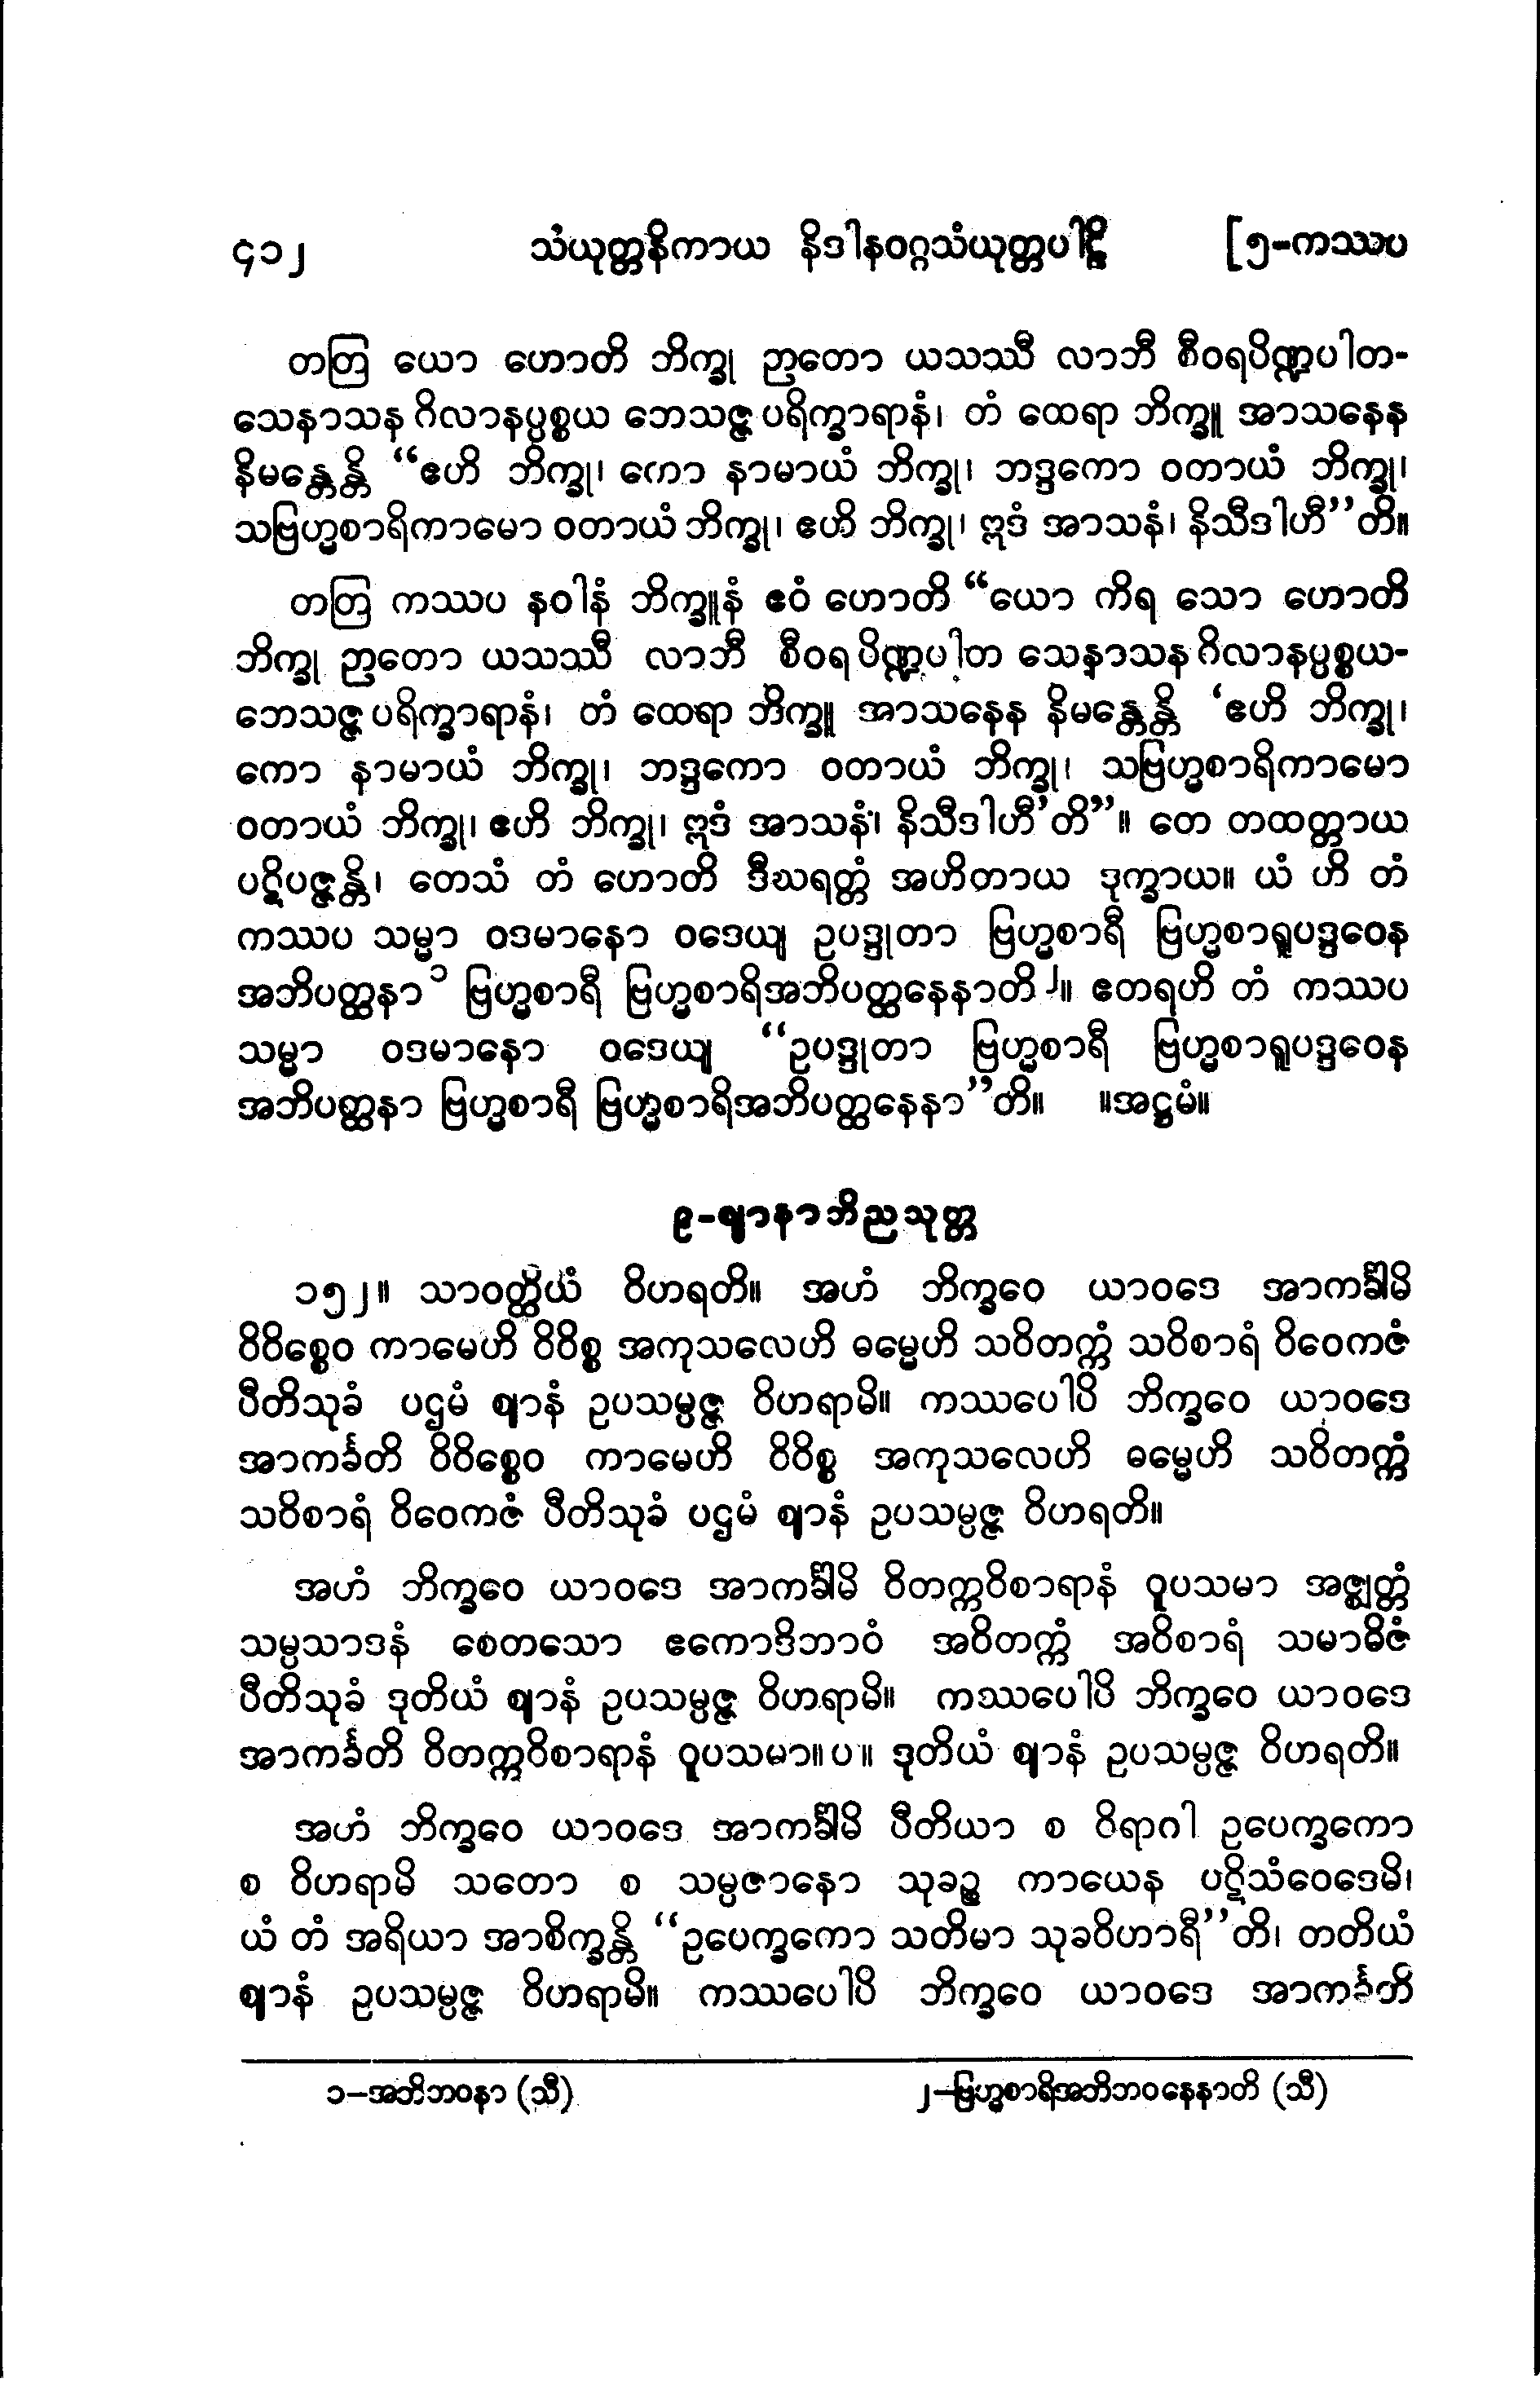 ၄၁၂ သံယုတ္တနိကာယ နိဒါနဝဂ္ဂသံယုတ္တပါဠိ [၅-ကဿပ
တတြ ယော ဟောတိ ဘိက္ခု ဉာတော ယသဿီ လာဘီ စီဝရပိဏ္ဍပါတ-
သေနာသန ဂိလာနပ္ပစ္စယ ဘေသဇ္ဇ ပရိက္ခာရာနံ၊ တံ ထေရာ ဘိက္ခူ အာသနေန
နိမန္တေန္တိ “ဧဟိ ဘိက္ခု၊ ကော နာမာယံ ဘိက္ခု၊ ဘဒ္ဒကော ဝတာယံ ဘိက္ခု၊
သဗြဟ္မစာရိကာမော ဝတာယံ ဘိက္ခု၊ ဧဟိ ဘိက္ခု၊ ဣဒံ အာသနံ၊ နိသီဒါဟီ”တိ။
တတြ ကဿပ နဝါနံ ဘိက္ခူနံ ဧဝံ ဟောတိ “ယော ကိရ သော ဟောတိ
ဘိက္ခု ဉာတော ယသဿီ လာဘီ စီဝရ ပိဏ္ဍပါတ သေနာသန ဂိလာနပ္ပစ္စယ-
ဘေသဇ္ဇ ပရိက္ခာရာနံ၊ တံ ထေရာ ဘိက္ခူ အာသနေန နိမန္တေန္တိ ‘ဧဟိ ဘိက္ခု၊
ကော နာမာယံ ဘိက္ခု၊ ဘဒ္ဒကော ဝတာယံ ဘိက္ခု၊ သဗြဟ္မစာရိကာမော
ဝတာယံ ဘိက္ခု၊ ဧဟိ ဘိက္ခု၊ ဣဒံ အာသနံ၊ နိသီဒါဟီ’တိ”။ တေ တထတ္တာယ
ပဋိပဇ္ဇန္တိ၊ တေသံ တံ ဟောတိ ဒီဃရတ္တံ အဟိတာယ ဒုက္ခာယ။ ယံ ဟိ တံ
ကဿပ သမ္မာ ဝဒမာနော ဝဒေယျ ဥပဒ္ဒုတာ ဗြဟ္မစာရီ ဗြဟ္မစာရူပဒ္ဒဝေန
အဘိပတ္ထနာ၁ ဗြဟ္မစာရီ ဗြဟ္မစာရိအဘိပတ္ထနေနာတိ၂။ ဧတရဟိ တံ ကဿပ
သမ္မာ ဝဒမာနော ဝဒေယျ “ဥပဒ္ဒုတာ ဗြဟ္မစာရီ ဗြဟ္မစာရူပဒ္ဒဝေန
အဘိပတ္ထနာ ဗြဟ္မစာရီ ဗြဟ္မစာရိအဘိပတ္ထနေနာ”တိ။ ။အဋ္ဌမံ။
၉-ဈာနာဘိညသုတ္တ
၁၅၂။ သာဝတ္ထိယံ ဝိဟရတိ။ အဟံ ဘိက္ခဝေ ယာဝဒေ အာကင်္ခါမိ
ဝိဝိစ္စေဝ ကာမေဟိ ဝိဝိစ္စ အကုသလေဟိ ဓမ္မေဟိ သဝိတက္ကံ သဝိစာရံ ဝိဝေကဇံ
ပီတိသုခံ ပဌမံ ဈာနံ ဥပသမ္ပဇ္ဇ ဝိဟရာမိ။ ကဿပေါပိ ဘိက္ခဝေ ယာဝဒေ
အာကင်္ခတိ ဝိဝိစ္စေဝ ကာမေဟိ ဝိဝိစ္စ အကုသလေဟိ ဓမ္မေဟိ သဝိတက္ကံ
သဝိစာရံ ဝိဝေကဇံ ပီတိသုခံ ပဌမံ ဈာနံ ဥပသမ္ပဇ္ဇ ဝိဟရတိ။
အဟံ ဘိက္ခဝေ ယာဝဒေ အာကင်္ခါမိ ဝိတက္ကဝိစာရာနံ ဝူပသမာ အဇ္ဈတ္တံ
သမ္ပသာဒနံ စေတသော ဧကောဒိဘာဝံ အဝိတက္ကံ အဝိစာရံ သမာဓိဇံ
ပီတိသုခံ ဒုတိယံ ဈာနံ ဥပသမ္ပဇ္ဇ ဝိဟရာမိ။ ကဿပေါပိ ဘိက္ခဝေ ယာဝဒေ
အာကင်္ခတိ ဝိတက္ကဝိစာရာနံ ဝူပသမာ။ပ။ ဒုတိယံ ဈာနံ ဥပသမ္ပဇ္ဇ ဝိဟရတိ။
အဟံ ဘိက္ခဝေ ယာဝဒေ အာကင်္ခါမိ ပီတိယာ စ ဝိရာဂါ ဥပေက္ခကော
စ ဝိဟရာမိ သတော စ သမ္ပဇာနော သုခဉ္စ ကာယေန ပဋိသံဝေဒေမိ၊
ယံ တံ အရိယာ အာစိက္ခန္တိ “ဥပေက္ခကော သတိမာ သုခဝိဟာရီ”တိ၊ တတိယံ
ဈာနံ ဥပသမ္ပဇ္ဇ ဝိဟရာမိ။ ကဿပေါပိ ဘိက္ခဝေ ယာဝဒေ အာကင်္ခတိ
၁–အဘိဘဝနာ (သီ) ၂–ဗြဟ္မစာရိအဘိဘဝနေနာတိ (သီ)